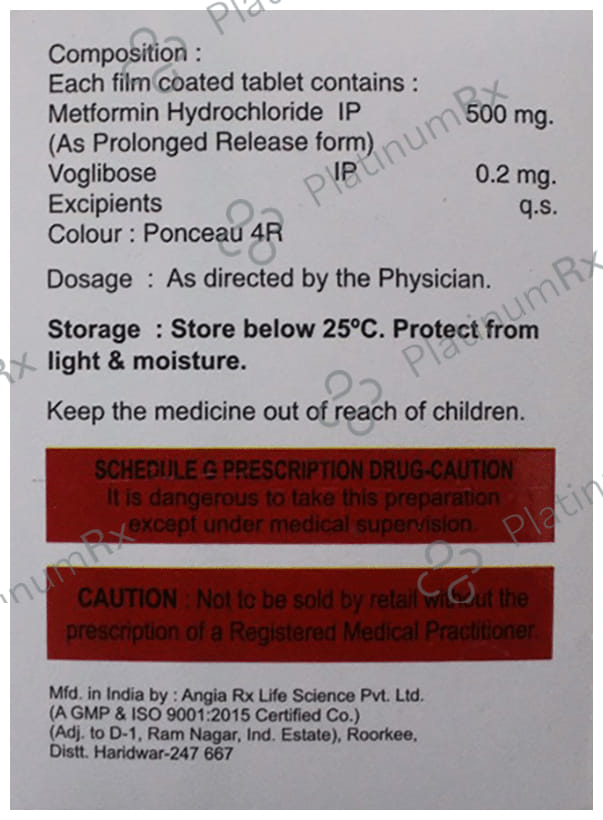 Composition :
Each film coated tablet contains :
Metformin Hydrochloride IP 500 mg.
(As Prolonged Release form)
Voglibose IP 0.2 mg.
Excipients q.s.
Colour : Ponceau 4R
Dosage : As directed by the Physician.
Storage : Store below 25ºC. Protect from
light & moisture.
Keep the medicine out of reach of children.
SCHEDULE G PRESCRIPTION DRUG-CAUTION
It is dangerous to take this preparation
except under medical supervision.
CAUTION : Not to be sold by retail without the
prescription of a Registered Medical Practitioner.
Mfd. in India by : Angia Rx Life Science Pvt. Ltd.
(A GMP & ISO 9001:2015 Certified Co.)
(Adj. to D-1, Ram Nagar, Ind. Estate), Roorkee,
Distt. Haridwar-247 667
PlatinumRx
PlatinumRx